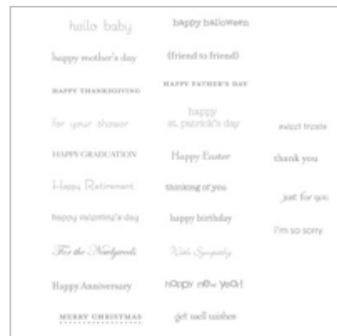 hello baby
happy mother's day
HAPPY THANKSGIVING
for your shower
HAPPY GRADUATION
Happy Retirement
happy valentine's day
For the Newlyweds
Happy Anniversary
MERRY CHRISTMAS
happy halloween
{friend to friend}
HAPPY FATHER'S DAY
happy
st. patrick's day
Happy Easter
thinking of you
happy birthday
With Sympathy
happy new year!
get well wishes
sweet treats
thank you
just for you
I'm so sorry